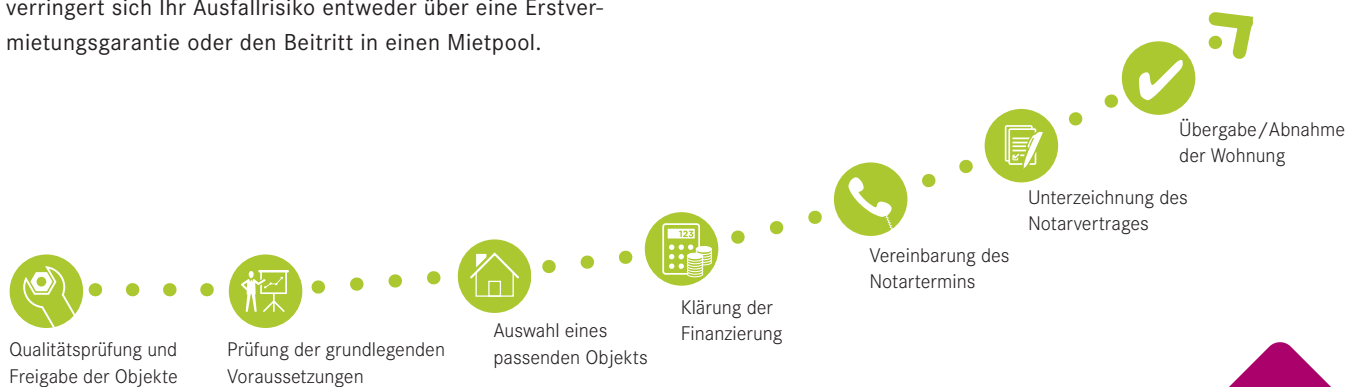 verringert sich Ihr Ausfallrisiko entweder über eine Erstver-
mietungsgarantie oder den Beitritt in einen Mietpool.
Qualitätsprüfung und
Freigabe der Objekte
Prüfung der grundlegenden
Voraussetzungen
Auswahl eines
passenden Objekts
123
Klärung der
Finanzierung
Vereinbarung des
Notartermins
Unterzeichnung des
Notarvertrages
Übergabe/Abnahme
der Wohnung